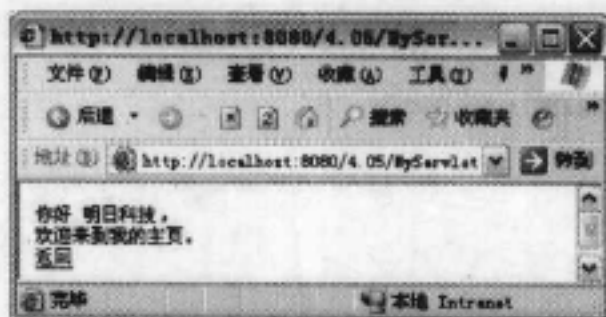 http://localhost:8080/4.05/MySer...
文件(F) 编辑(E) 查看(V) 收藏(A) 工具(T) »
后退 搜索 收藏夹 »
地址(D) http://localhost:8080/4.05/MyServlet 转到
你好 明日科技,
欢迎来到我的主页。
返回
完毕 本地 Intranet